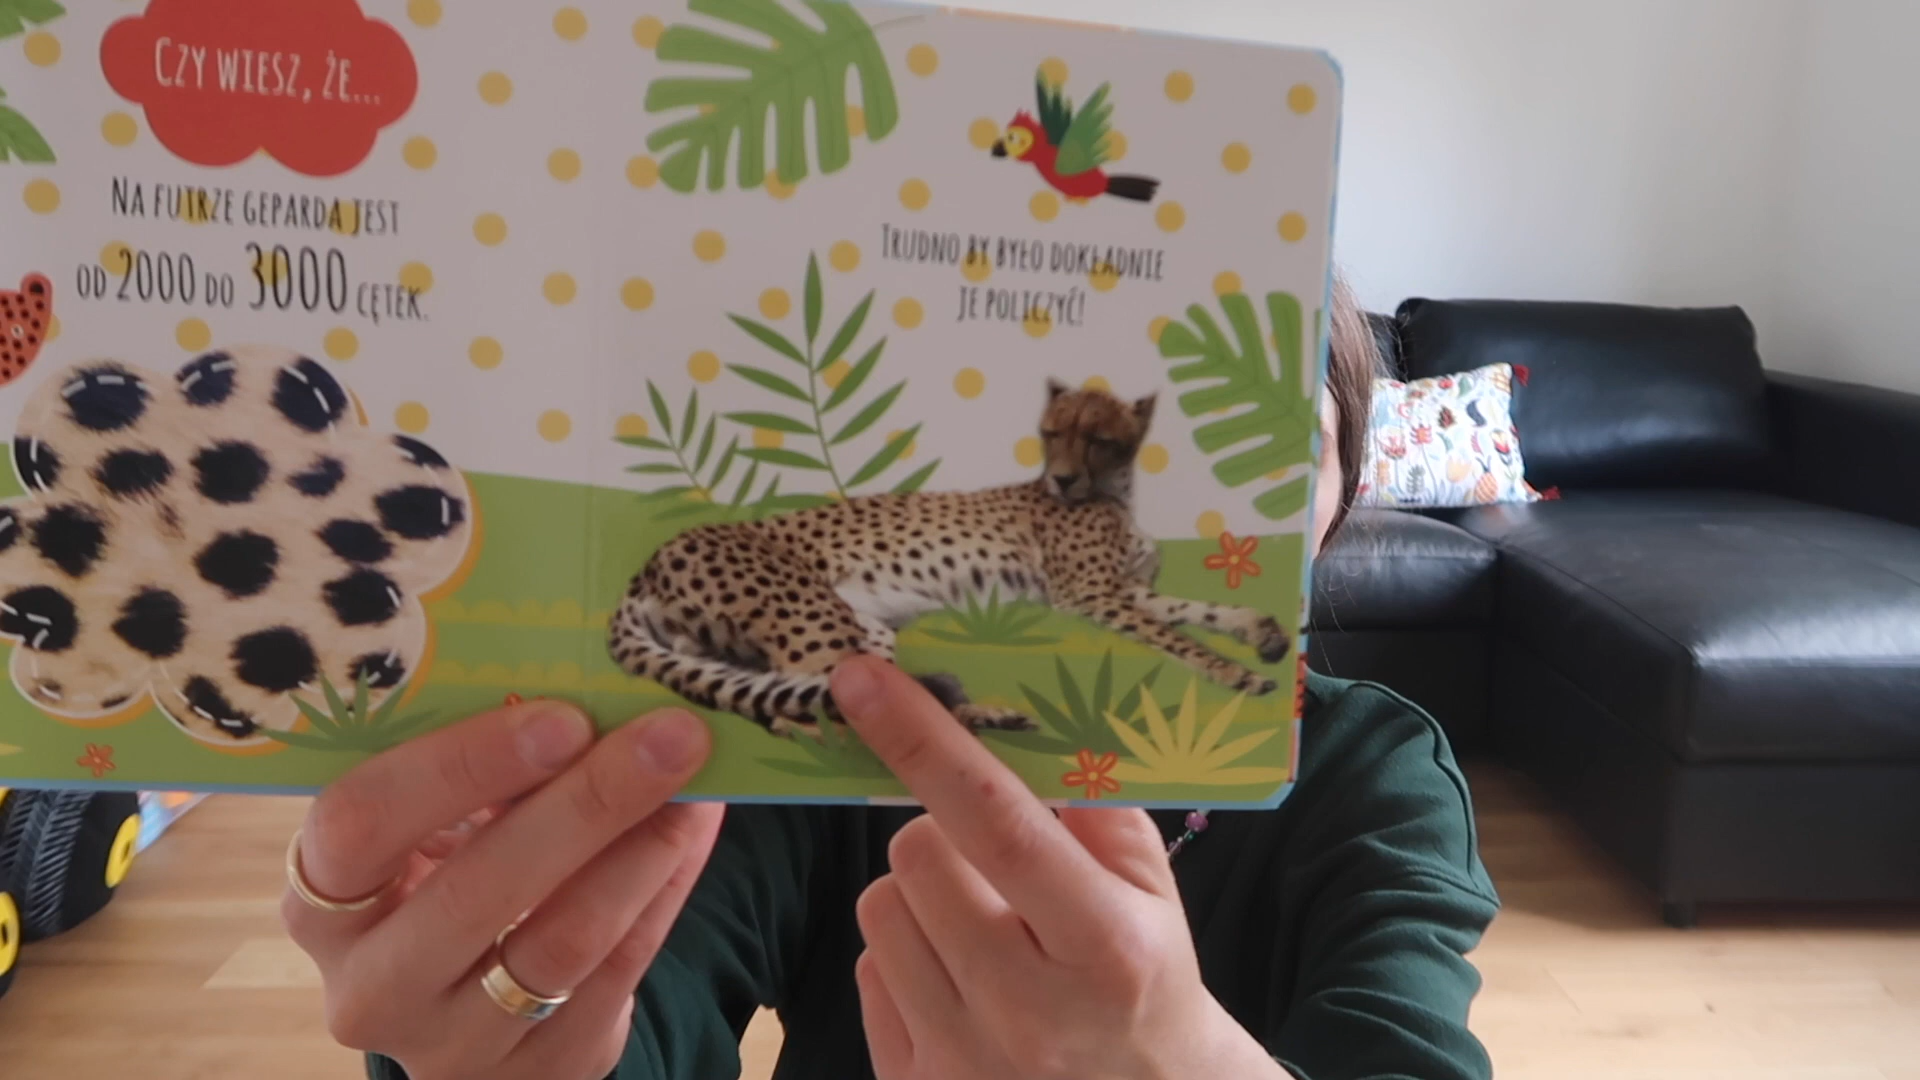 CZY WIESZ, ŻE...
NA FUTRZE GEPARDA JEST
OD 2000 DO 3000 CĘTEK.
TRUDNO BY BYŁO DOKŁADNIE
JE POLICZYĆ!